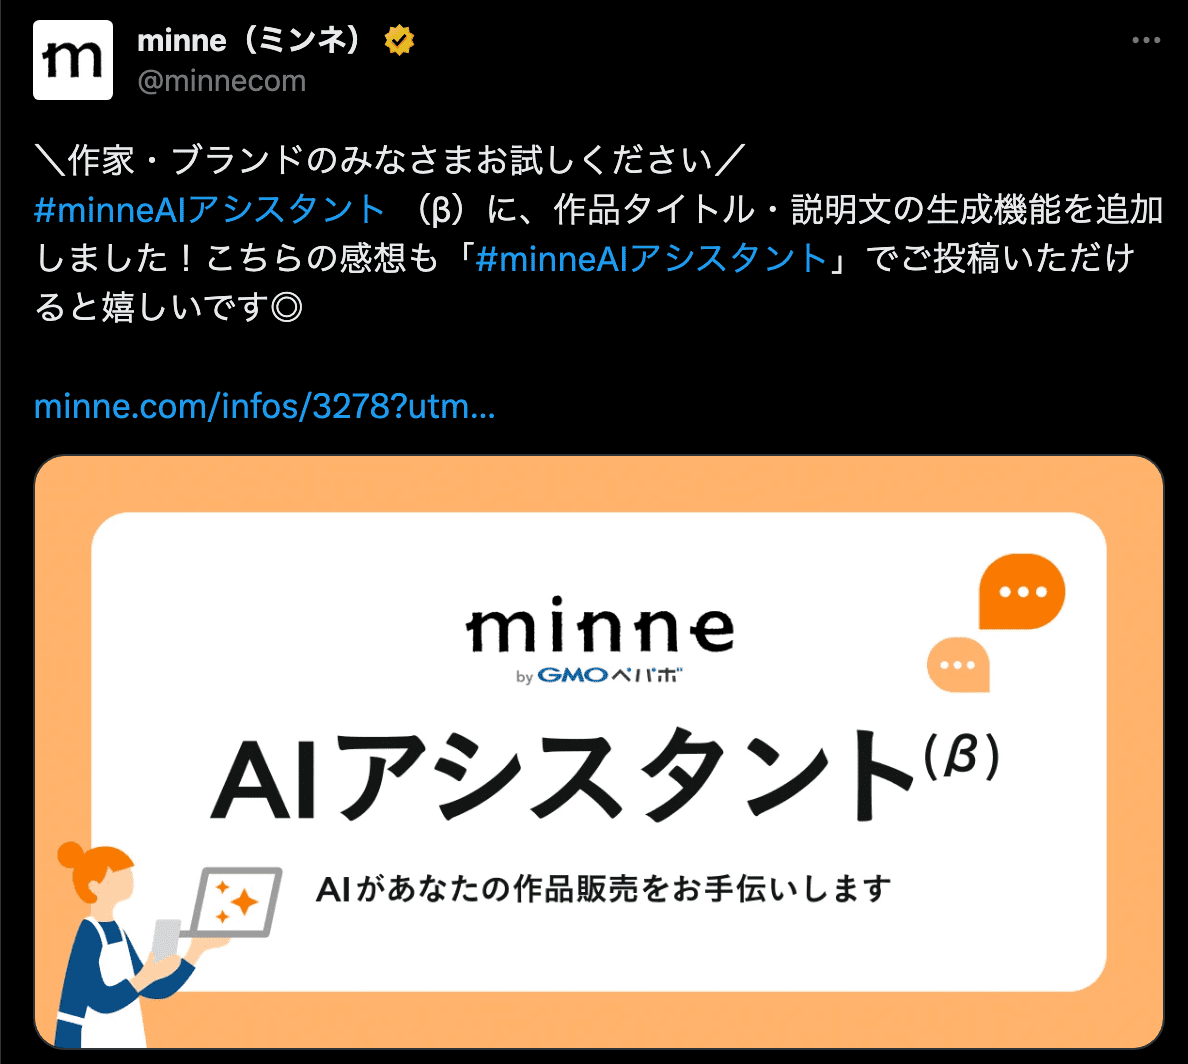 m
minne（ミンネ）
@minnecom
＼作家・ブランドのみなさまお試しください／
#minneAIアシスタント （β）に、作品タイトル・説明文の生成機能を追加
しました！こちらの感想も「#minneAIアシスタント」でご投稿いただけ
ると嬉しいです◎
minne.com/infos/3278?utm…
minne
by GMOペパボ
AIアシスタント(β)
AIがあなたの作品販売をお手伝いします